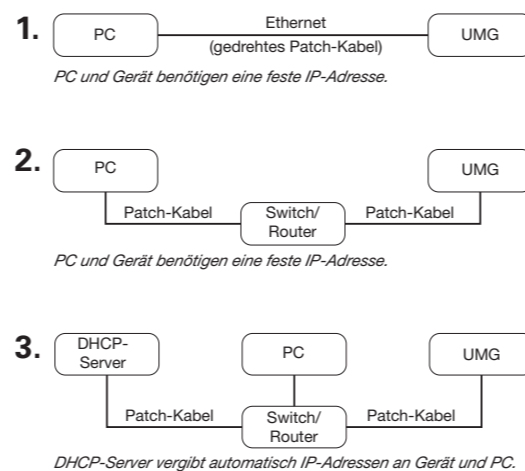 1.
PC
Ethernet
(gedrehtes Patch-Kabel)
UMG
PC und Gerät benötigen eine feste IP-Adresse.
2.
PC
UMG
Patch-Kabel
Switch/
Router
Patch-Kabel
PC und Gerät benötigen eine feste IP-Adresse.
3.
DHCP-
Server
PC
UMG
Patch-Kabel
Switch/
Router
Patch-Kabel
DHCP-Server vergibt automatisch IP-Adressen an Gerät und PC.